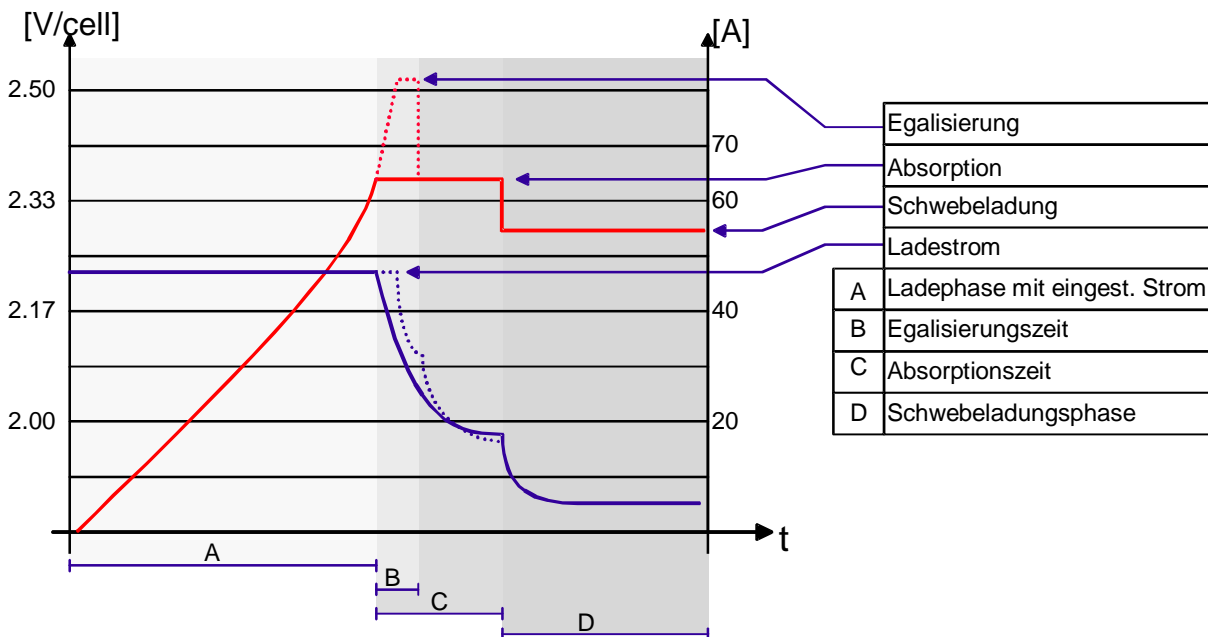 [V/cell]
[A]
2.50
2.33
2.17
2.00
70
60
40
20
t
A
B
C
D
Egalisierung
Absorption
Schwebeladung
Ladestrom
A Ladephase mit eingest. Strom
B Egalisierungszeit
C Absorptionszeit
D Schwebeladungsphase